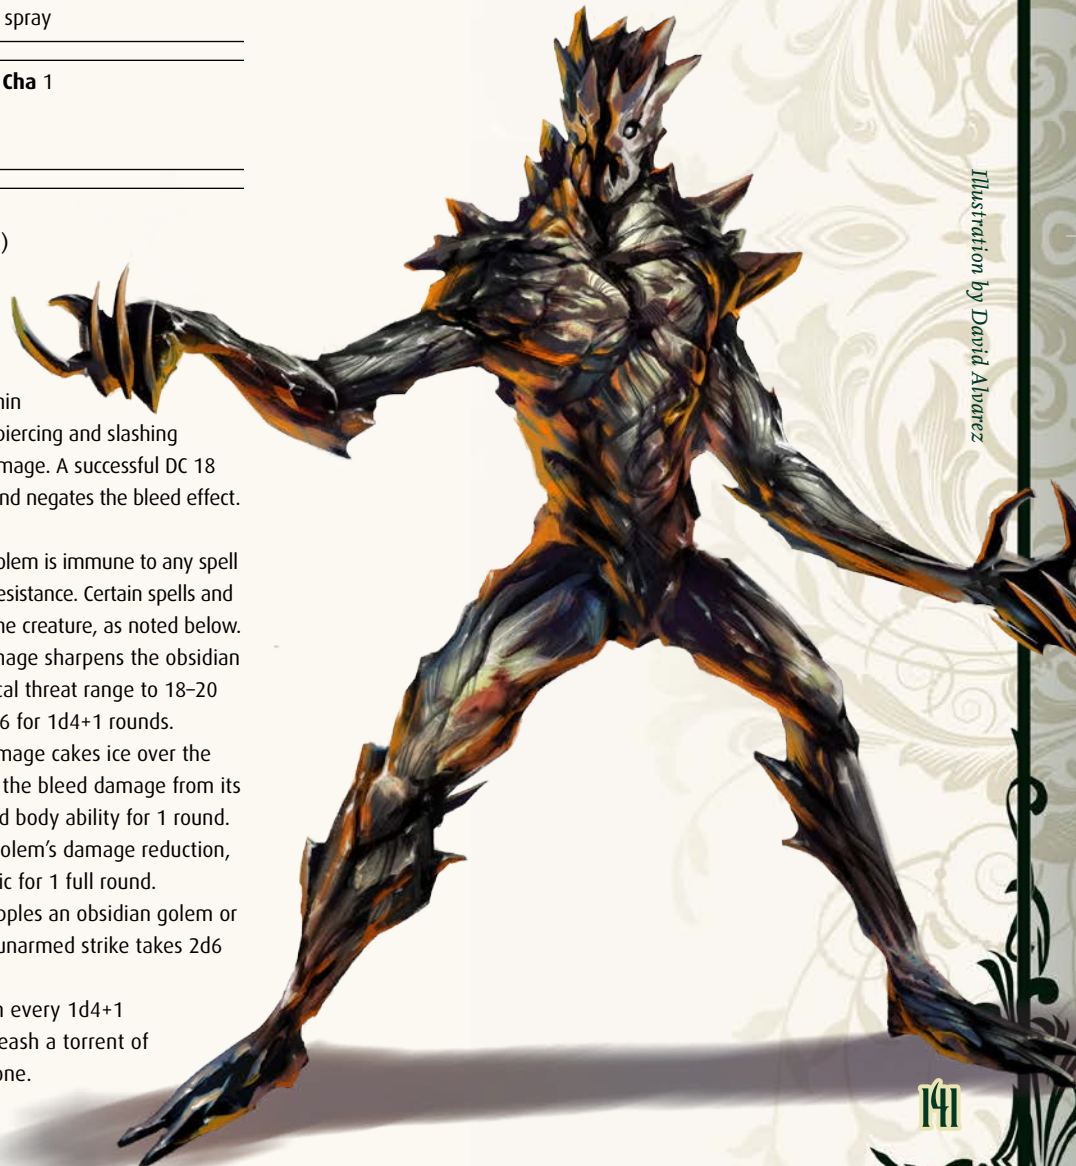 spray
Cha 1
)
piercing and slashing
mage. A successful DC 18
nd negates the bleed effect.
olem is immune to any spell
esistance. Certain spells and
he creature, as noted below.
mage sharpens the obsidian
cal threat range to 18–20
6 for 1d4+1 rounds.
mage cakes ice over the
the bleed damage from its
d body ability for 1 round.
olem’s damage reduction,
ic for 1 full round.
pples an obsidian golem or
unarmed strike takes 2d6
n every 1d4+1
eash a torrent of
one.
Illustration by David Alvarez
141